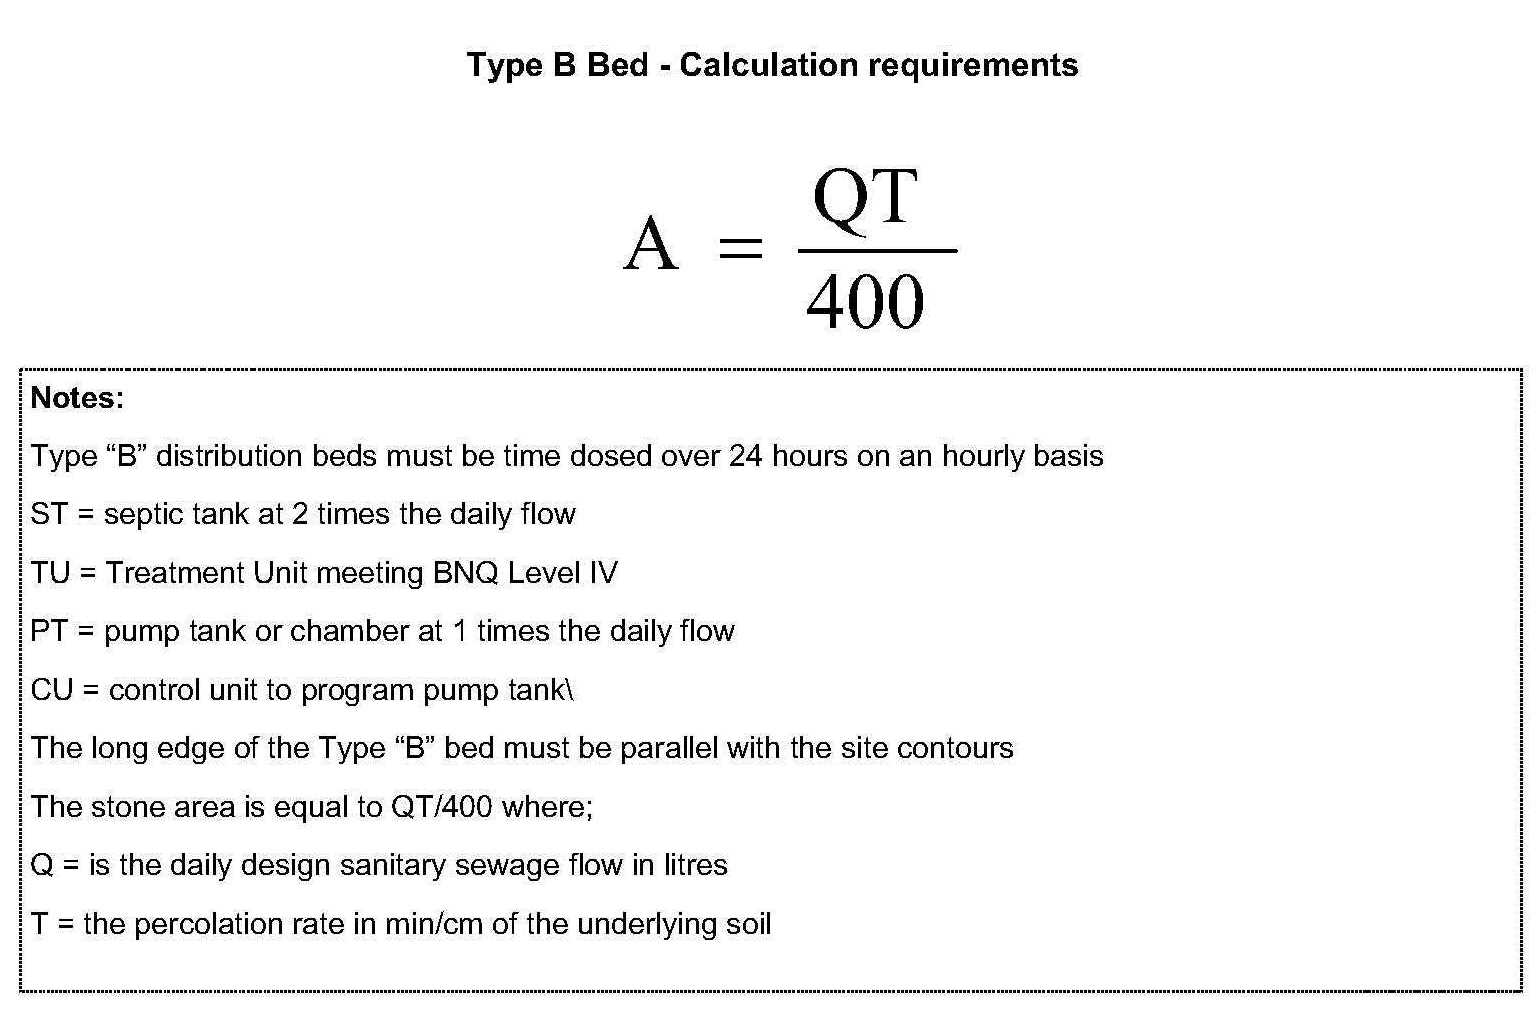 Type B Bed - Calculation requirements
A = QT
400
Notes:
Type “B” distribution beds must be time dosed over 24 hours on an hourly basis
ST = septic tank at 2 times the daily flow
TU = Treatment Unit meeting BNQ Level IV
PT = pump tank or chamber at 1 times the daily flow
CU = control unit to program pump tank\
The long edge of the Type “B” bed must be parallel with the site contours
The stone area is equal to QT/400 where;
Q = is the daily design sanitary sewage flow in litres
T = the percolation rate in min/cm of the underlying soil